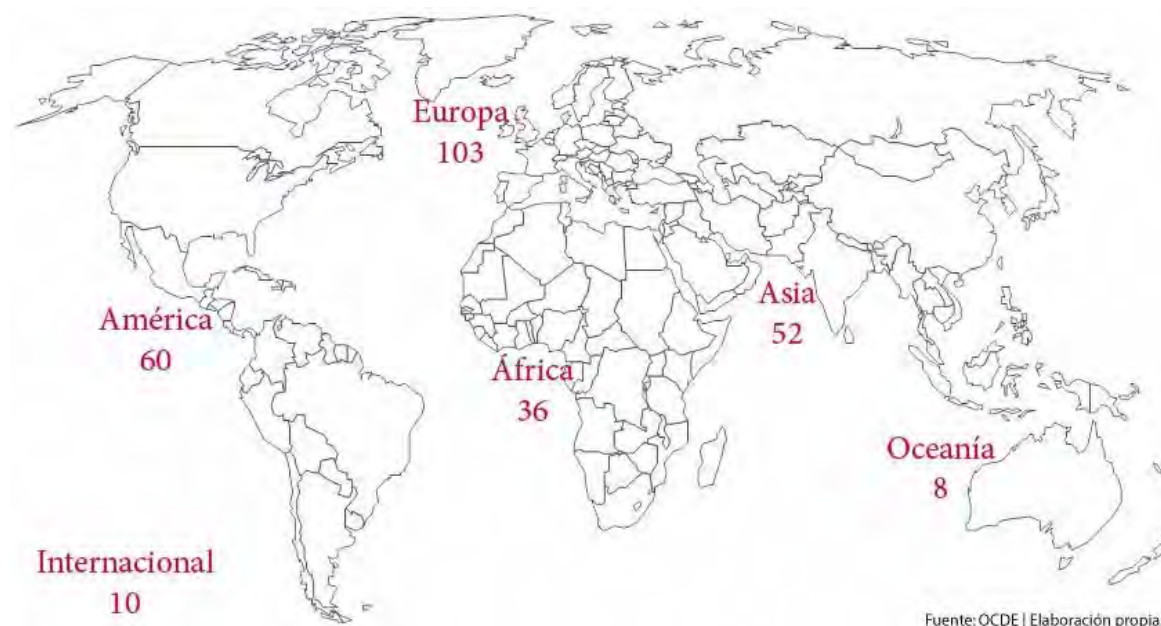 Europa
103
América
60
Asia
52
África
36
Oceanía
8
Internacional
10
Fuente: OCDE | Elaboración propia.